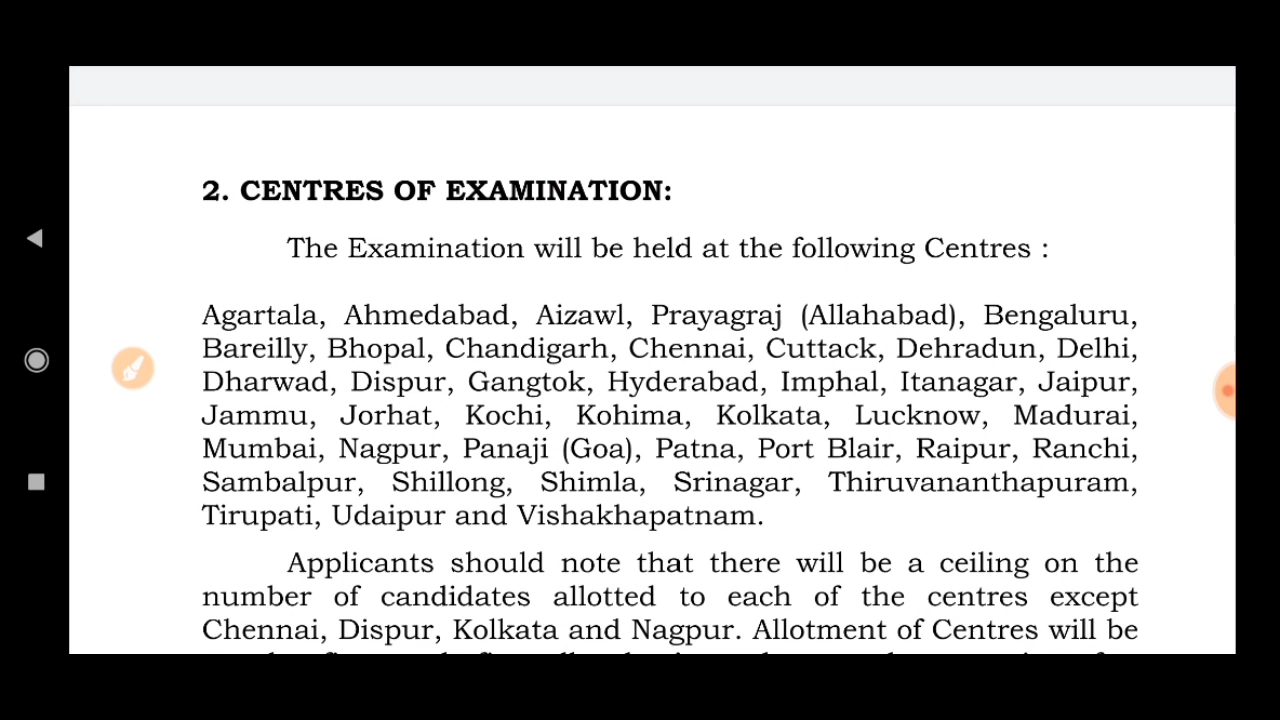 2. CENTRES OF EXAMINATION:
The Examination will be held at the following Centres :
Agartala, Ahmedabad, Aizawl, Prayagraj (Allahabad), Bengaluru,
Bareilly, Bhopal, Chandigarh, Chennai, Cuttack, Dehradun, Delhi,
Dharwad, Dispur, Gangtok, Hyderabad, Imphal, Itanagar, Jaipur,
Jammu, Jorhat, Kochi, Kohima, Kolkata, Lucknow, Madurai,
Mumbai, Nagpur, Panaji (Goa), Patna, Port Blair, Raipur, Ranchi,
Sambalpur, Shillong, Shimla, Srinagar, Thiruvananthapuram,
Tirupati, Udaipur and Vishakhapatnam.
Applicants should note that there will be a ceiling on the
number of candidates allotted to each of the centres except
Chennai, Dispur, Kolkata and Nagpur. Allotment of Centres will be